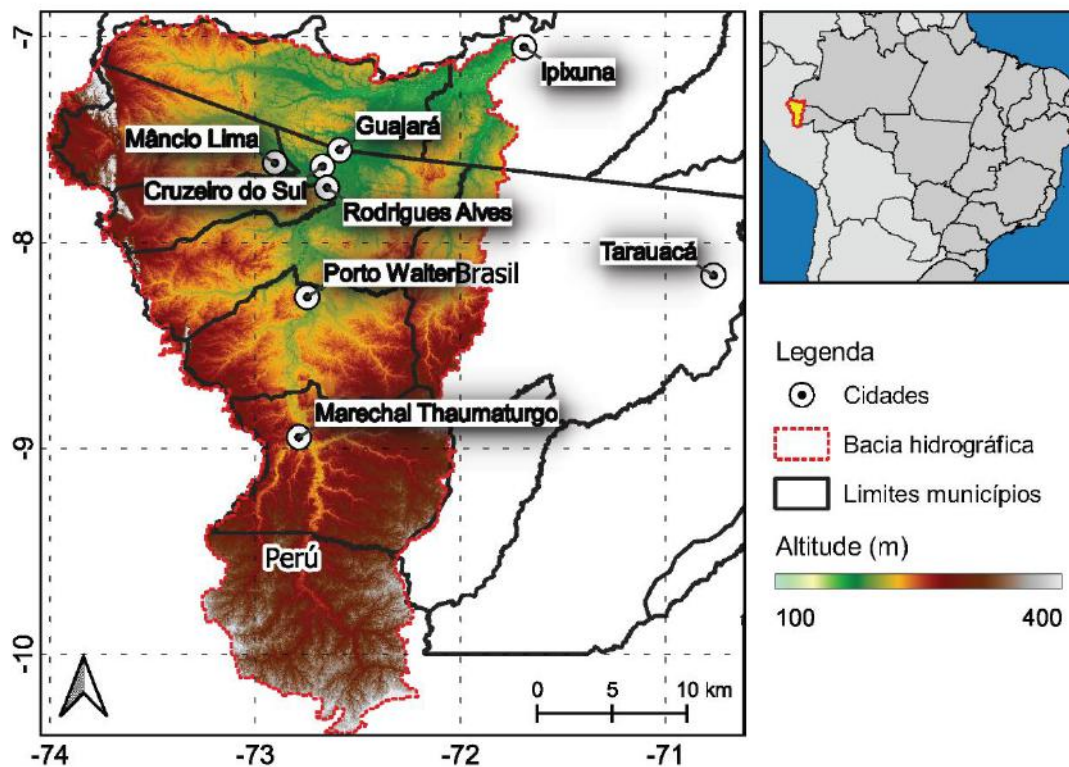 -7
-8
-9
-10
-74
-73
-72
-71
Ipixuna
Guajará
Mâncio Lima
Cruzeiro do Sul
Rodrigues Alves
Tarauacá
Porto Walter
Brasil
Marechal Thaumaturgo
Perú
0 5 10 km
Legenda
Cidades
Bacia hidrográfica
Limites municípios
Altitude (m)
100 400